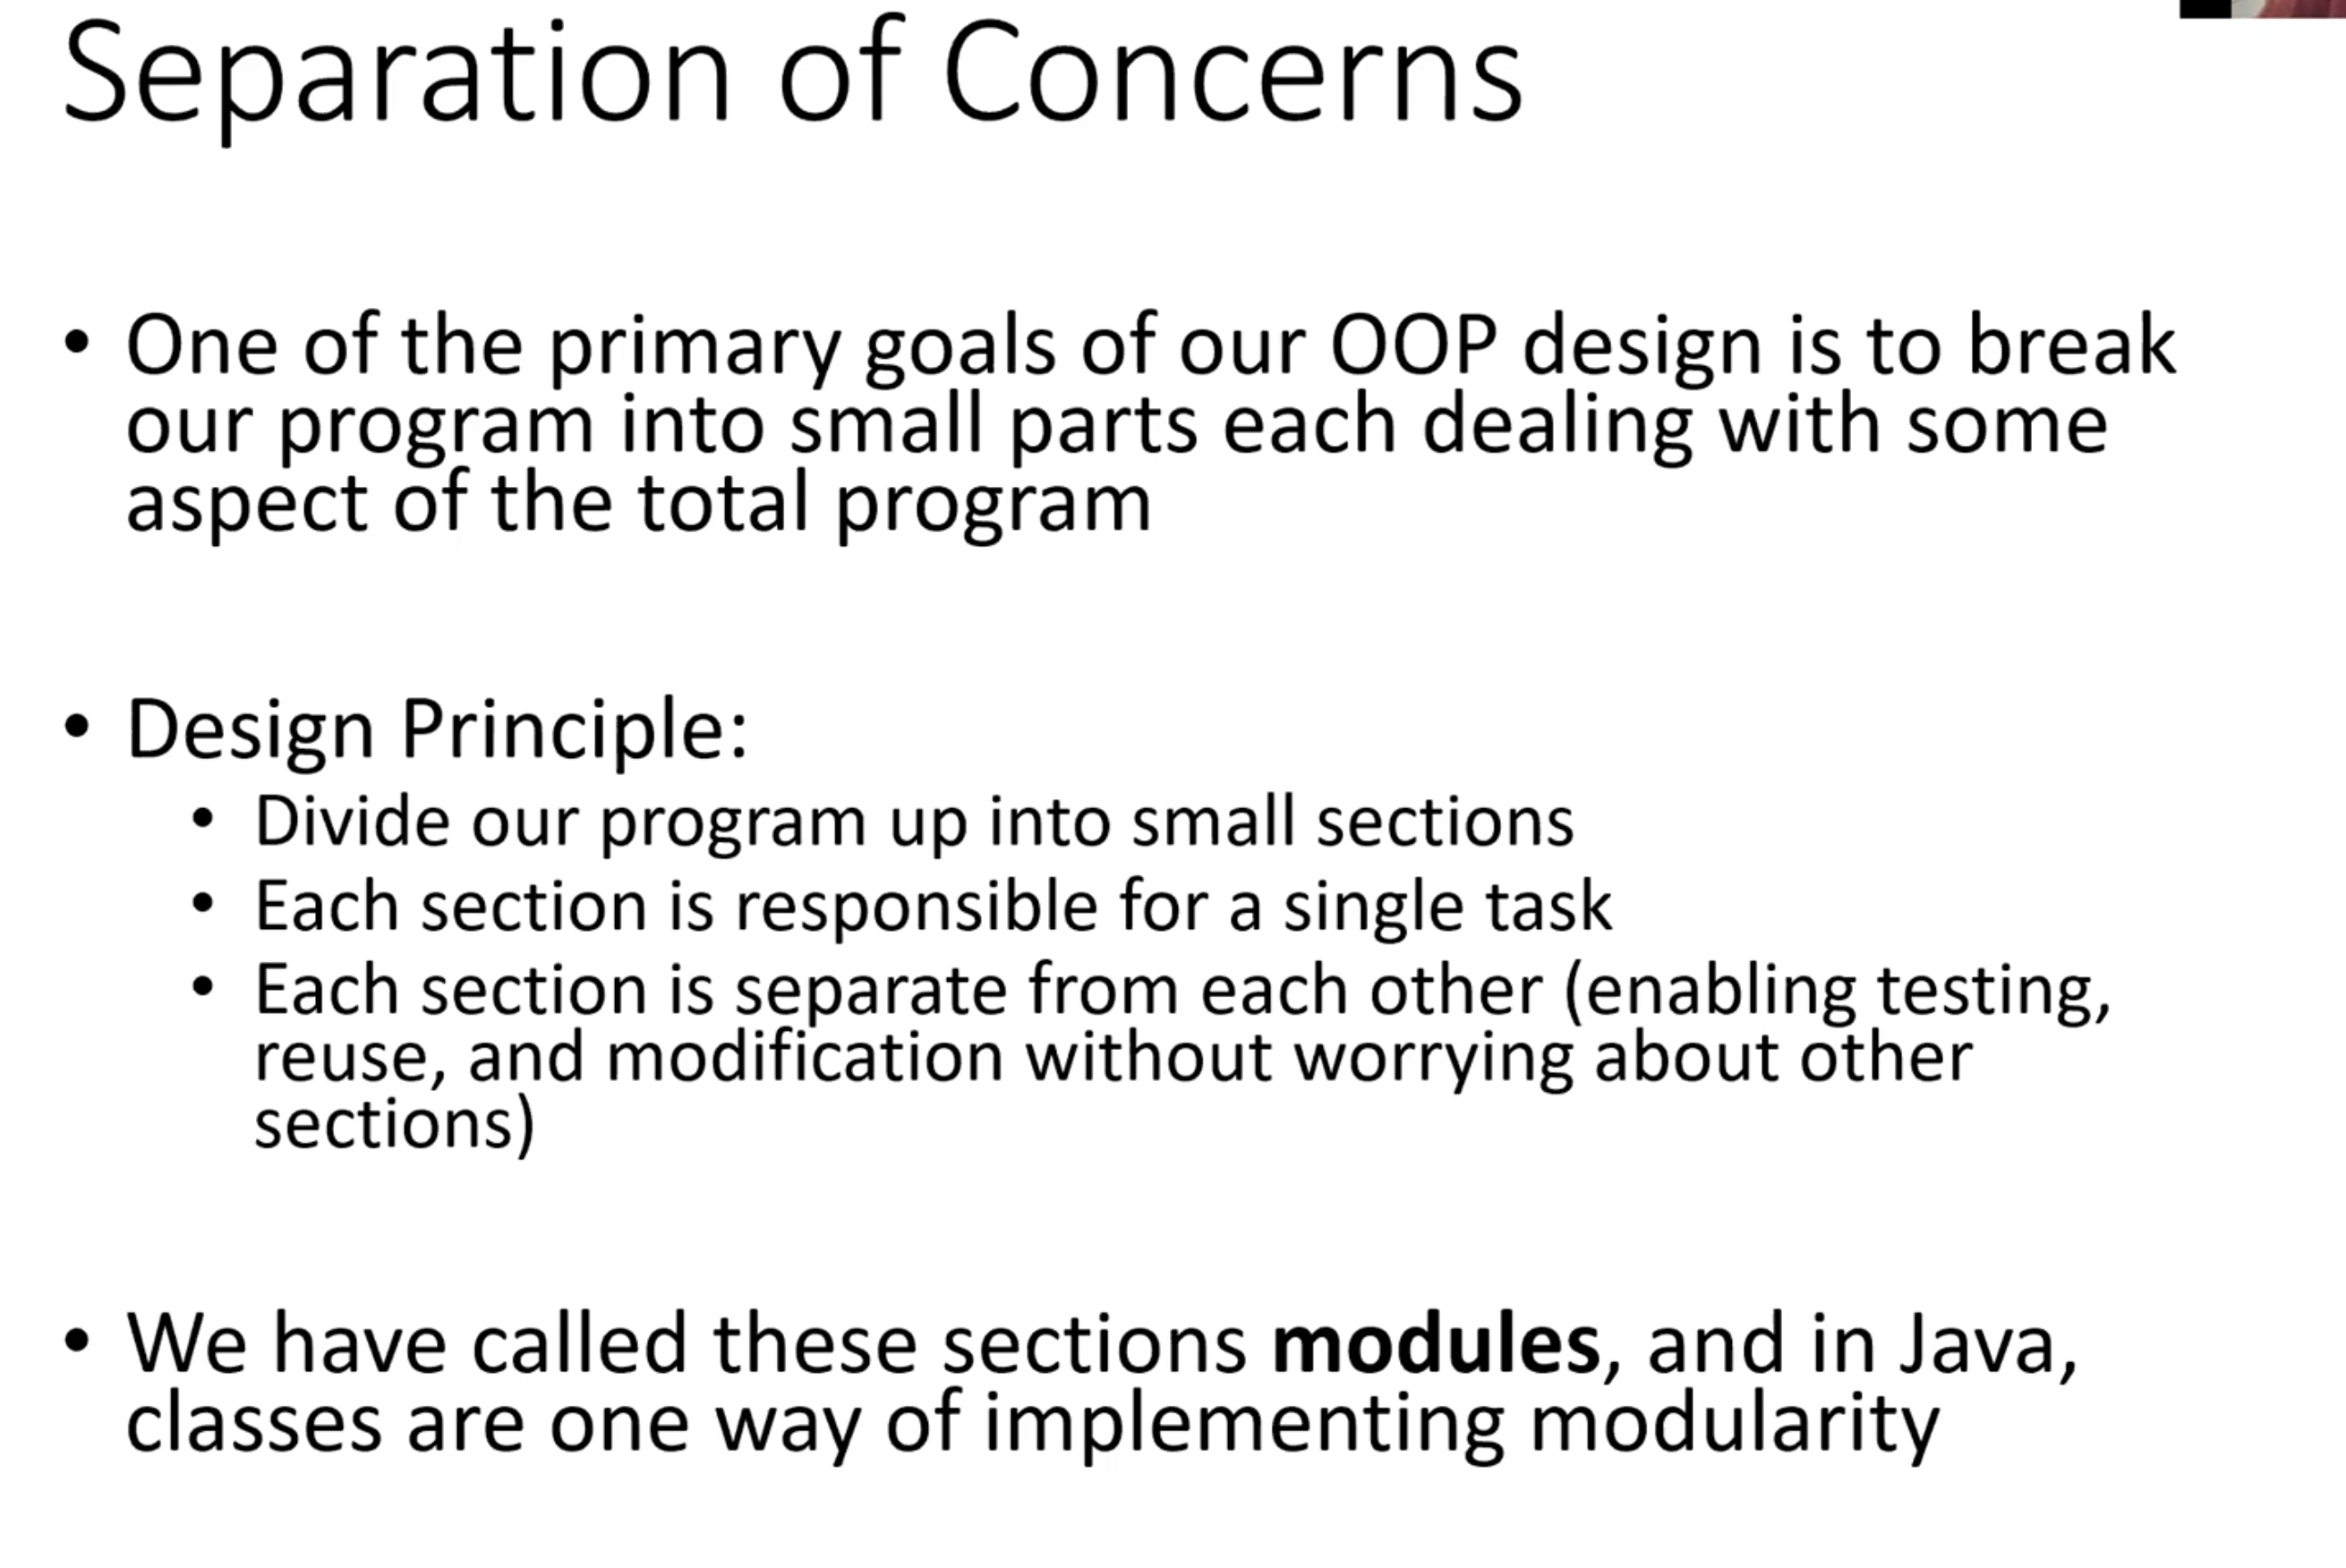 Separation of Concerns
• One of the primary goals of our OOP design is to break
our program into small parts each dealing with some
aspect of the total program
• Design Principle:
• Divide our program up into small sections
• Each section is responsible for a single task
• Each section is separate from each other (enabling testing,
reuse, and modification without worrying about other
sections)
• We have called these sections modules, and in Java,
classes are one way of implementing modularity